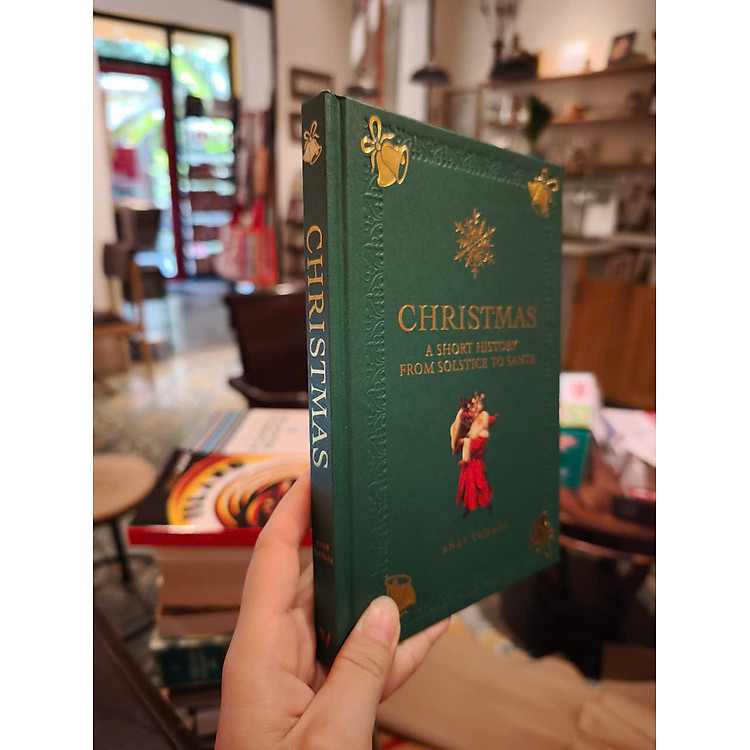 CHRISTMAS
CHRISTMAS
A SHORT HISTORY
FROM SOLSTICE TO SANTA
ANDY THOMAS